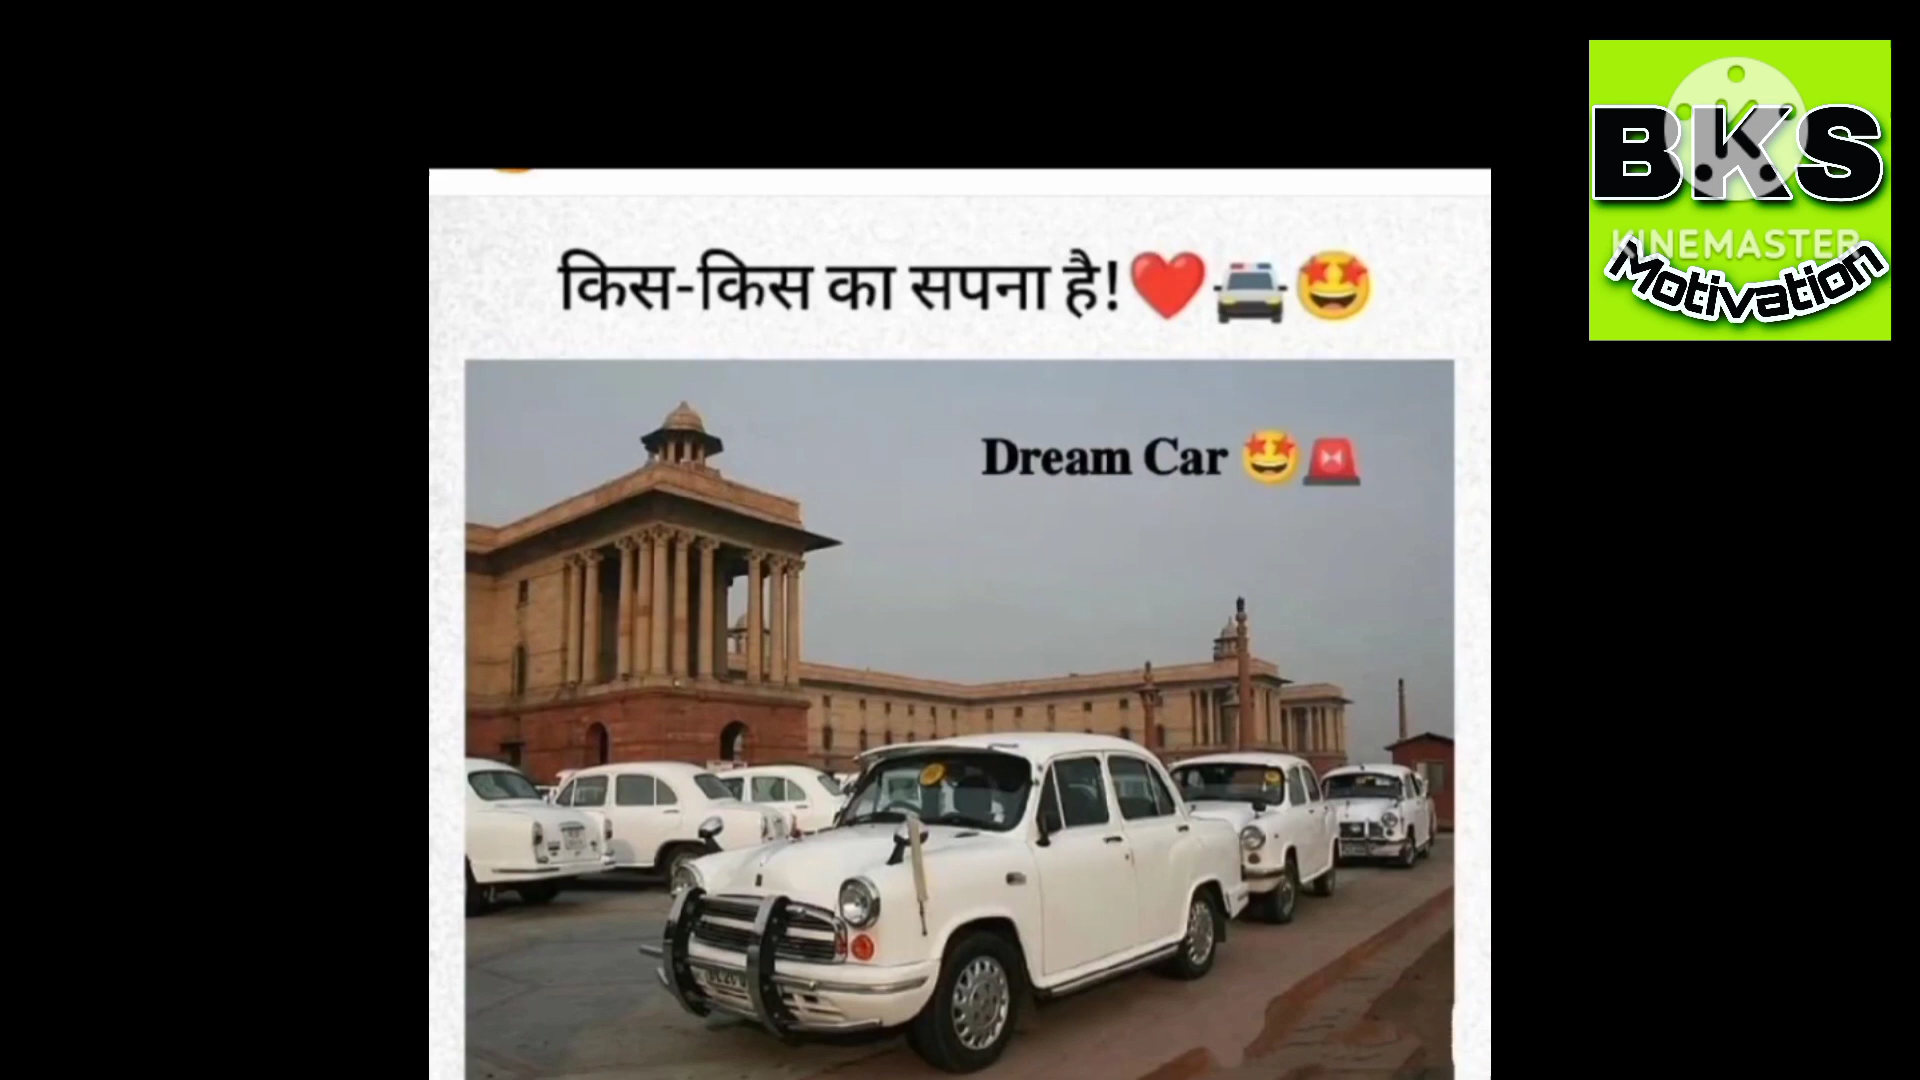 किस-किस का सपना है!❤️🚔🤩
Dream Car 🤩🚨
BKS
KINEMASTER
Motivation